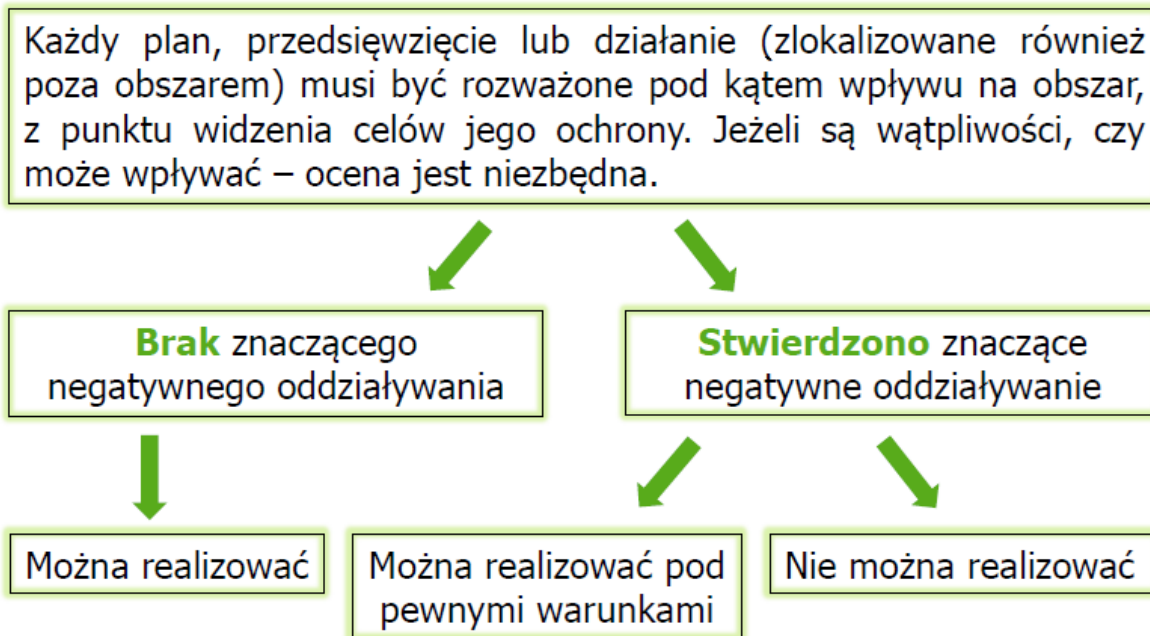 Każdy plan, przedsięwzięcie lub działanie (zlokalizowane również
poza obszarem) musi być rozważone pod kątem wpływu na obszar,
z punktu widzenia celów jego ochrony. Jeżeli są wątpliwości, czy
może wpływać – ocena jest niezbędna.
Brak znaczącego
negatywnego oddziaływania
Stwierdzono znaczące
negatywne oddziaływanie
Można realizować
Można realizować pod
pewnymi warunkami
Nie można realizować